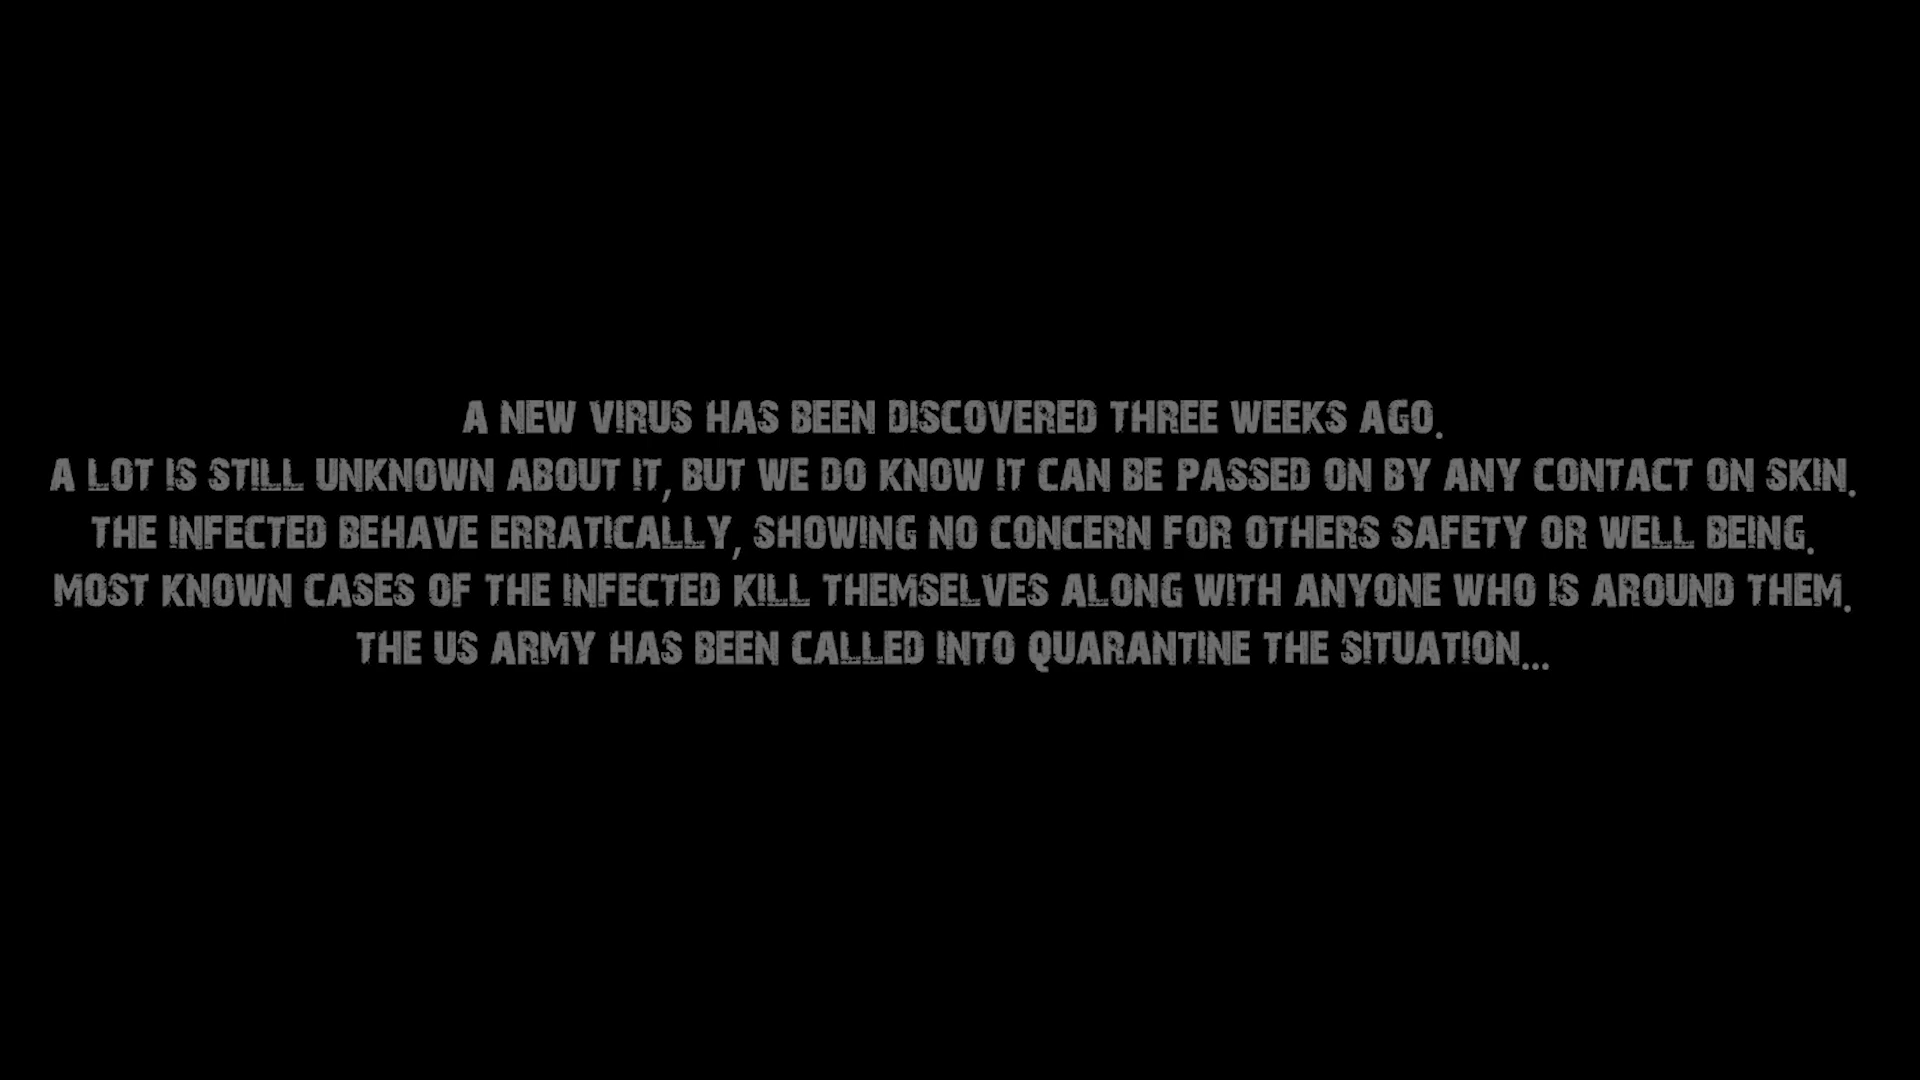 A NEW VIRUS HAS BEEN DISCOVERED THREE WEEKS AGO.
A LOT IS STILL UNKNOWN ABOUT IT, BUT WE DO KNOW IT CAN BE PASSED ON BY ANY CONTACT ON SKIN.
THE INFECTED BEHAVE ERRATICALLY, SHOWING NO CONCERN FOR OTHERS SAFETY OR WELL BEING.
MOST KNOWN CASES OF THE INFECTED KILL THEMSELVES ALONG WITH ANYONE WHO IS AROUND THEM.
THE US ARMY HAS BEEN CALLED INTO QUARANTINE THE SITUATION...